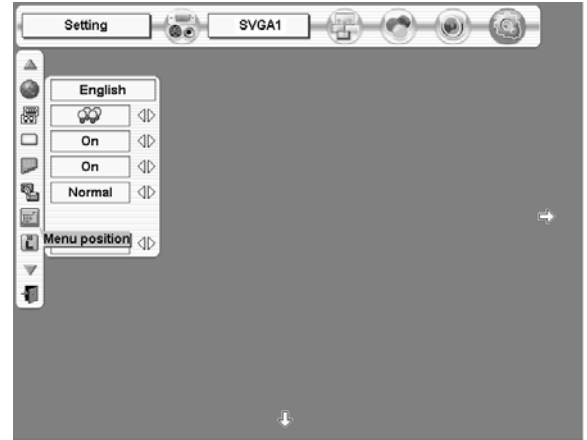 Setting
SVGA1
English
On
On
Normal
Menu position